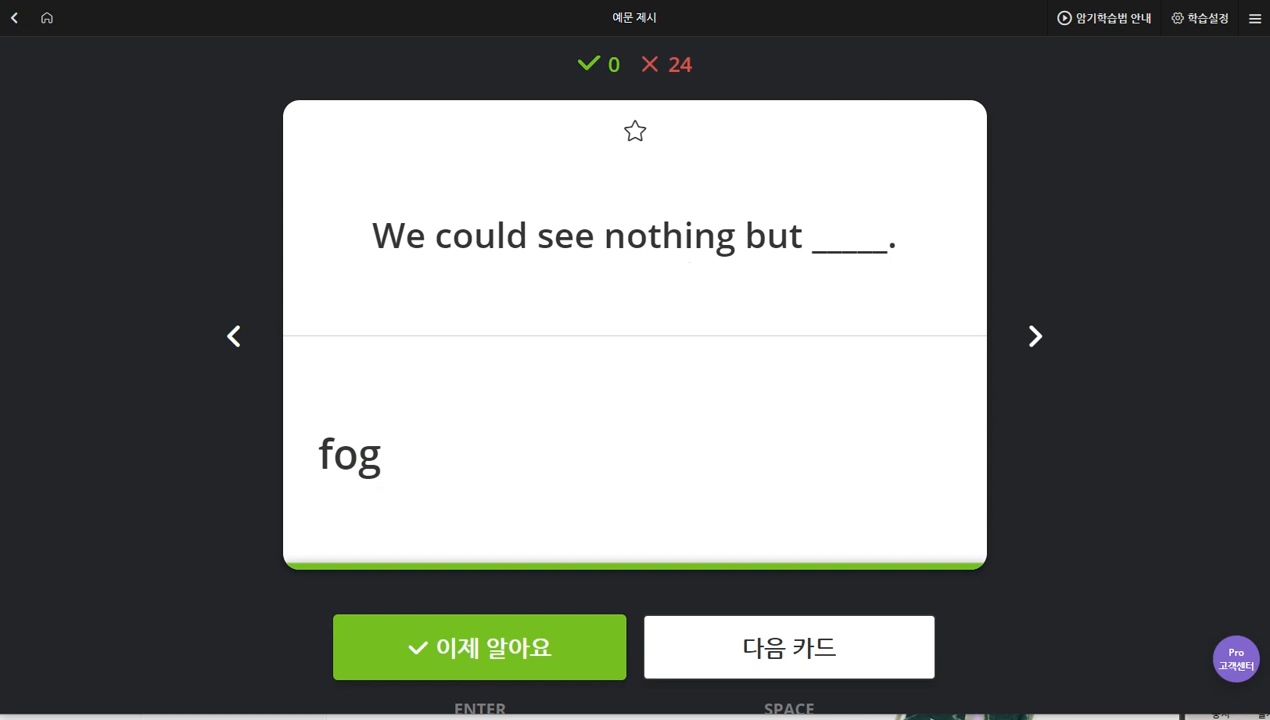 예문 제시
암기학습법 안내
학습설정
0 24
We could see nothing but _____.
fog
이제 알아요
다음 카드
Pro
고객센터
ENTER
SPACE